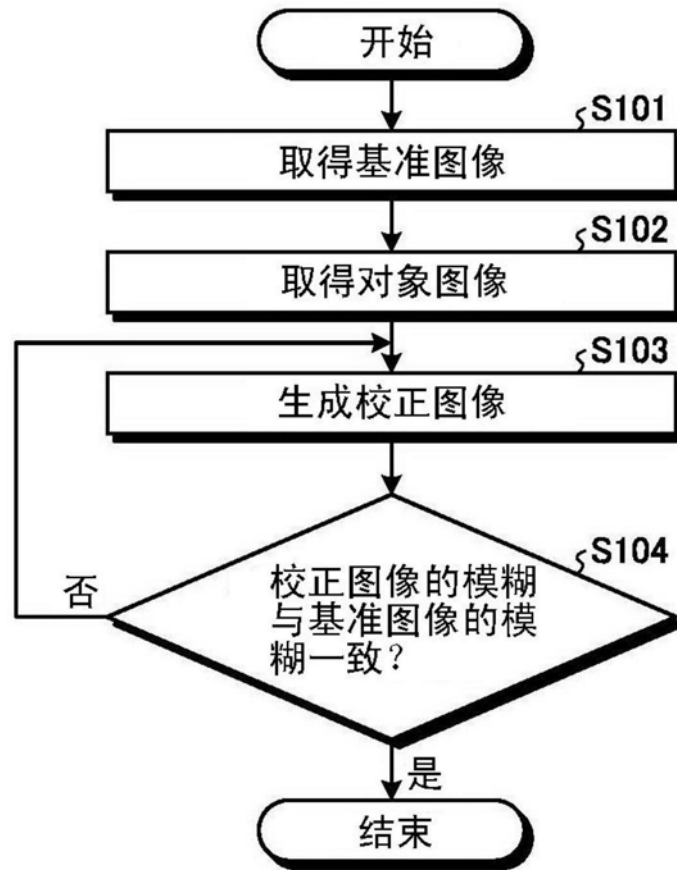 开始
S101
取得基准图像
S102
取得对象图像
S103
生成校正图像
S104
校正图像的模糊
与基准图像的模
糊一致？
否
是
结束